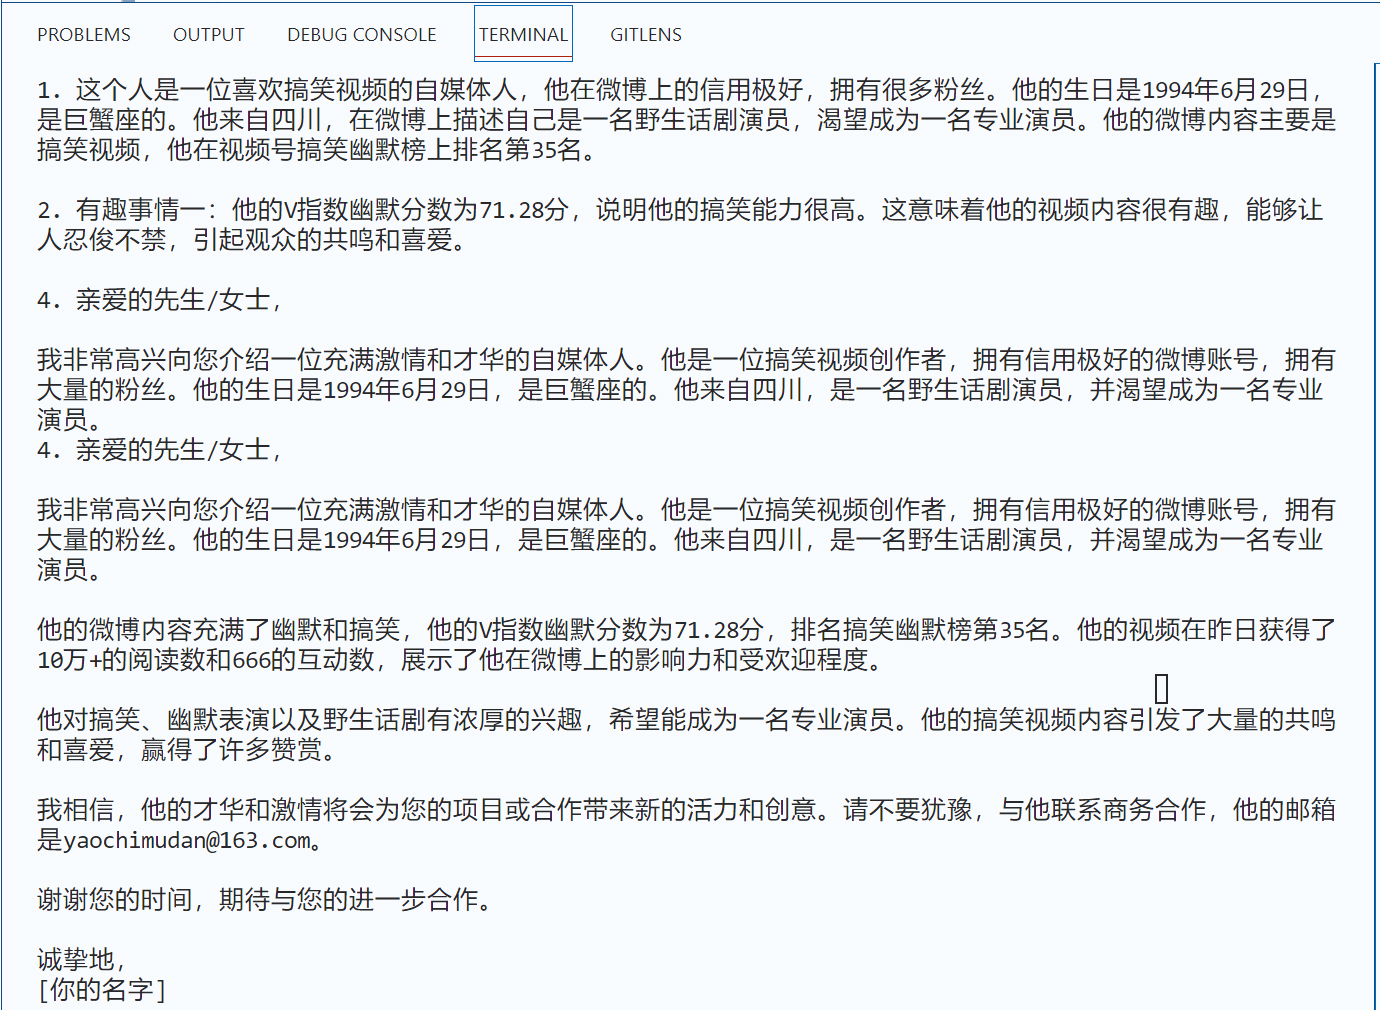 PROBLEMS OUTPUT DEBUG CONSOLE TERMINAL GITLENS
1. 这个人是一位喜欢搞笑视频的自媒体人，他在微博上的信用极好，拥有很多粉丝。他的生日是1994年6月29日，
是巨蟹座的。他来自四川，在微博上描述自己是一名野生话剧演员，渴望成为一名专业演员。他的微博内容主要是
搞笑视频，他在视频号搞笑幽默榜上排名第35名。
2. 有趣事情一：他的V指数幽默分数为71.28分，说明他的搞笑能力很高。这意味着他的视频内容很有趣，能够让
人忍俊不禁，引起观众的共鸣和喜爱。
4. 亲爱的先生/女士，
我非常高兴向您介绍一位充满激情和才华的自媒体人。他是一位搞笑视频创作者，拥有信用极好的微博账号，拥有
大量的粉丝。他的生日是1994年6月29日，是巨蟹座的。他来自四川，是一名野生话剧演员，并渴望成为一名专业
演员。
4. 亲爱的先生/女士，
我非常高兴向您介绍一位充满激情和才华的自媒体人。他是一位搞笑视频创作者，拥有信用极好的微博账号，拥有
大量的粉丝。他的生日是1994年6月29日，是巨蟹座的。他来自四川，是一名野生话剧演员，并渴望成为一名专业
演员。
他的微博内容充满了幽默和搞笑，他的V指数幽默分数为71.28分，排名搞笑幽默榜第35名。他的视频在昨日获得了
10万+的阅读数和666的互动数，展示了他在微博上的影响力和受欢迎程度。
他对搞笑、幽默表演以及野生话剧有浓厚的兴趣，希望能成为一名专业演员。他的搞笑视频内容引发了大量的共鸣
和喜爱，赢得了许多赞赏。
我相信，他的才华和激情将会为您的项目或合作带来新的活力和创意。请不要犹豫，与他联系商务合作，他的邮箱
是yaochimudan@163.com。
谢谢您的时间，期待与您的进一步合作。
诚挚地，
[你的名字]